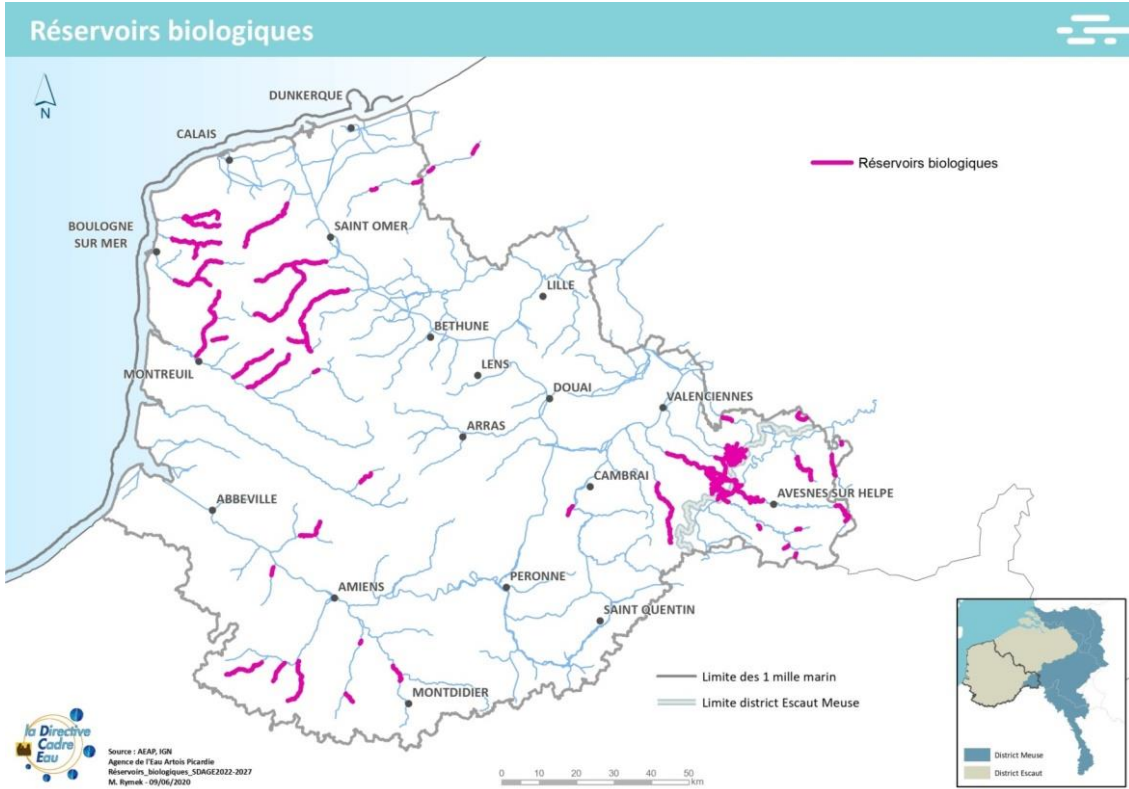 Réservoirs biologiques
N
DUNKERQUE
CALAIS
Réservoirs biologiques
BOULOGNE
SUR MER
SAINT OMER
LILLE
BETHUNE
MONTREUIL
LENS
DOUAI
VALENCIENNES
ARRAS
CAMBRAI
AVESNES SUR HELPE
ABBEVILLE
AMIENS
PERONNE
SAINT QUENTIN
MONTDIDIER
Limite des 1 mille marin
Limite district Escaut Meuse
District Meuse
District Escaut
la Directive
Cadre
Eau
Source : AEAP, IGN
Agence de l'Eau Artois Picardie
Réservoirs_biologiques_SDAGE2022-2027
M. Rymek - 09/06/2020
0 10 20 30 40 50
km